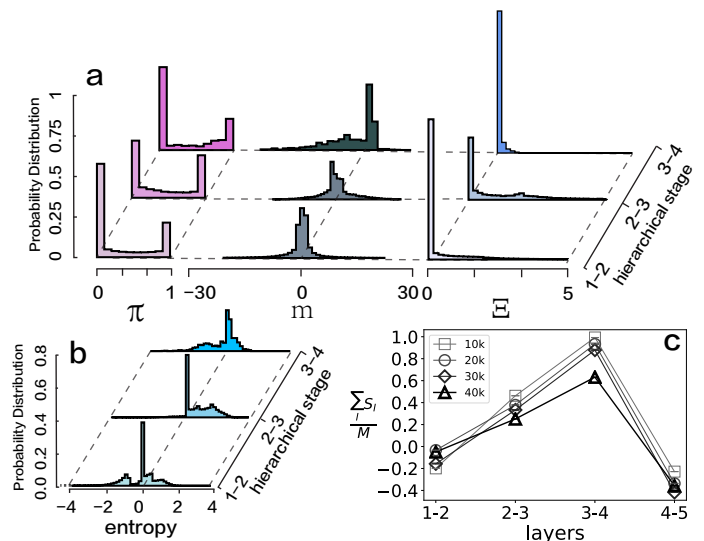 a
Probability Distribution
1
0.75
0.50
0.25
0
0 1
π
−30 0 30
m
0 5
Ξ
1−2 2−3 3−4
hierarchical stage
b
Probability Distribution
0.8
0.6
0.4
0.2
0.0
−4 −2 0 2 4
entropy
1−2 2−3 3−4
hierarchical stage
C
10k
20k
30k
40k
∑ S_l
l
M
1.0
0.8
0.6
0.4
0.2
0.0
−0.2
−0.4
1-2 2-3 3-4 4-5
layers